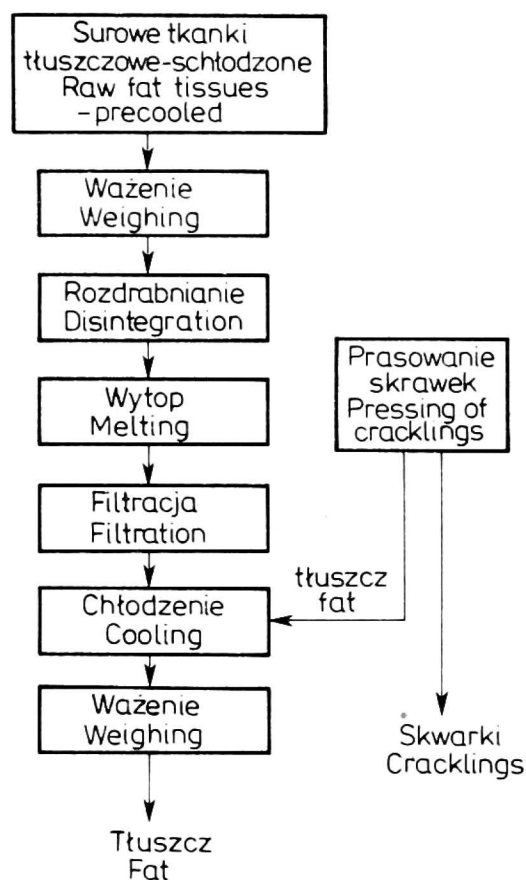 Surowe tkanki
tłuszczowe-schłodzone
Raw fat tissues
-precooled
Ważenie
Weighing
Rozdrabnianie
Disintegration
Wytop
Melting
Filtracja
Filtration
Chłodzenie
Cooling
Ważenie
Weighing
Tłuszcz
Fat
Prasowanie
skrawek
Pressing of
cracklings
tłuszcz
fat
Skwarki
Cracklings